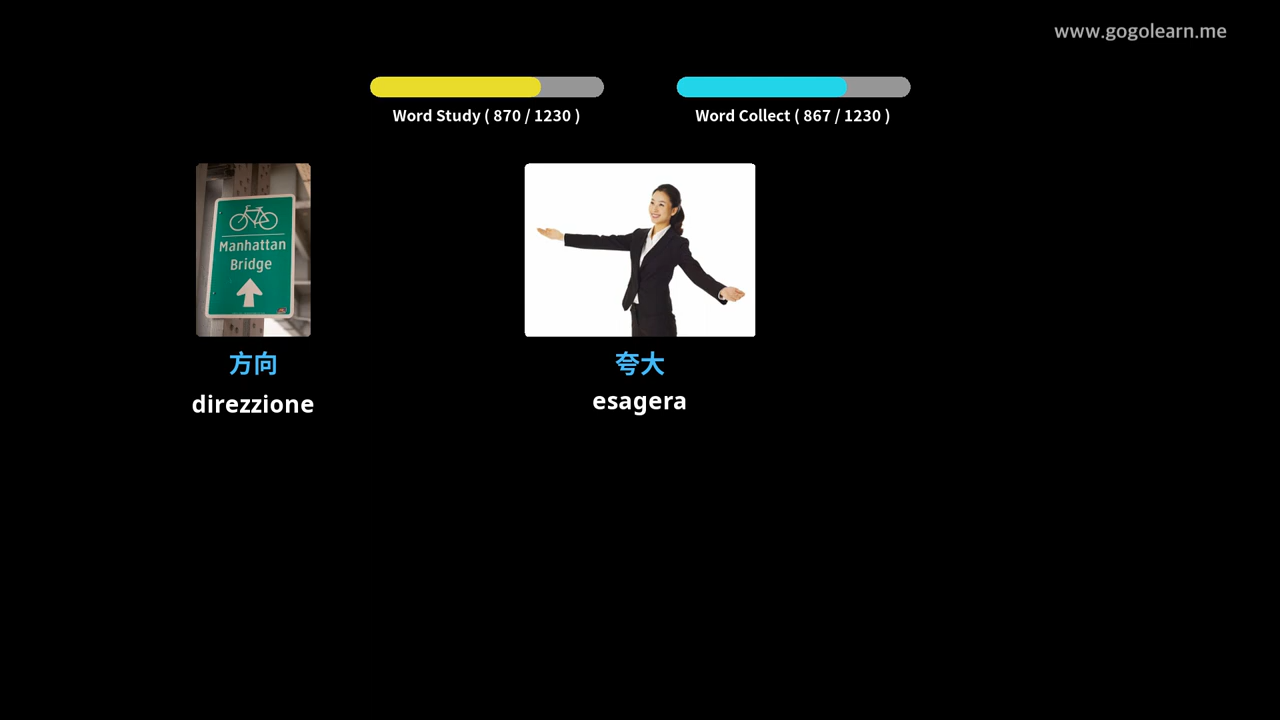 www.gogolearn.me
Word Study ( 870 / 1230 )
Word Collect ( 867 / 1230 )
Manhattan
Bridge
方向
direzzione
夸大
esagera